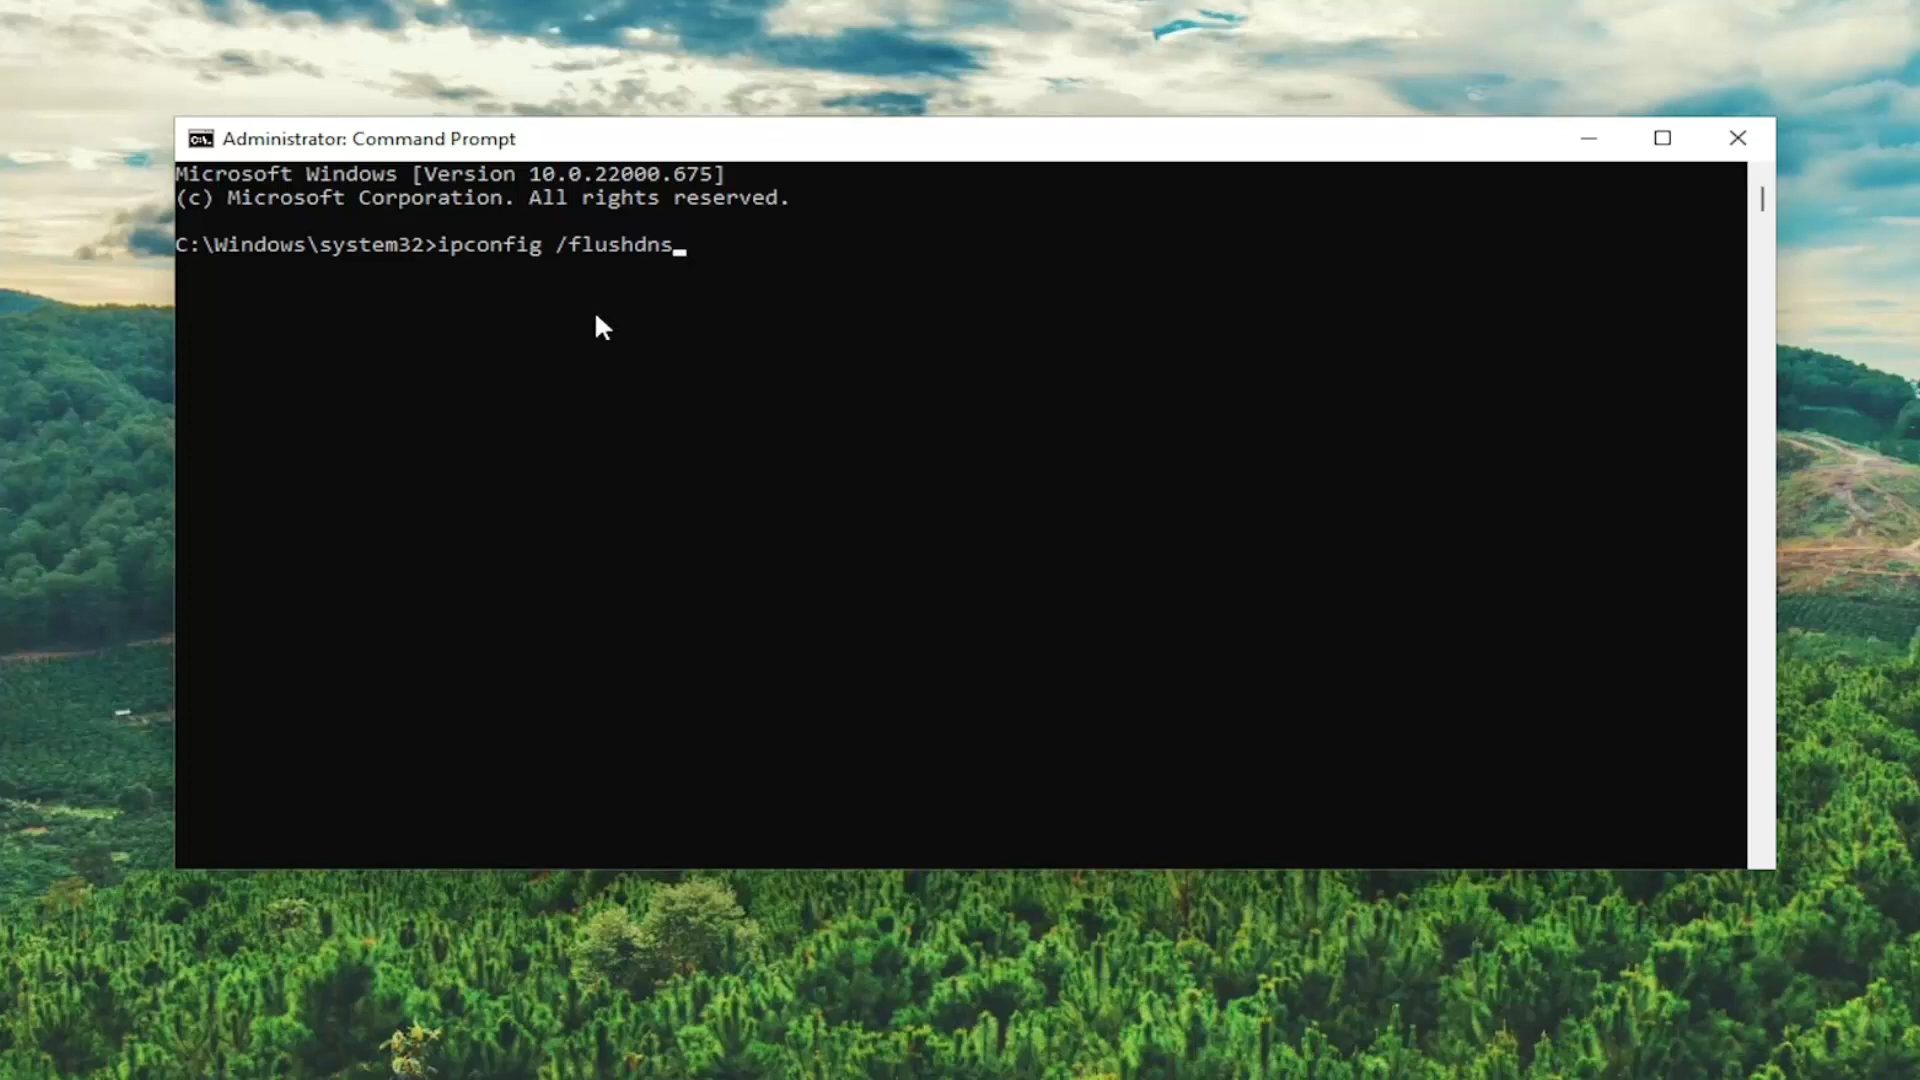 Administrator: Command Prompt
Microsoft Windows [Version 10.0.22000.675]
(c) Microsoft Corporation. All rights reserved.
C:\Windows\system32>ipconfig /flushdns